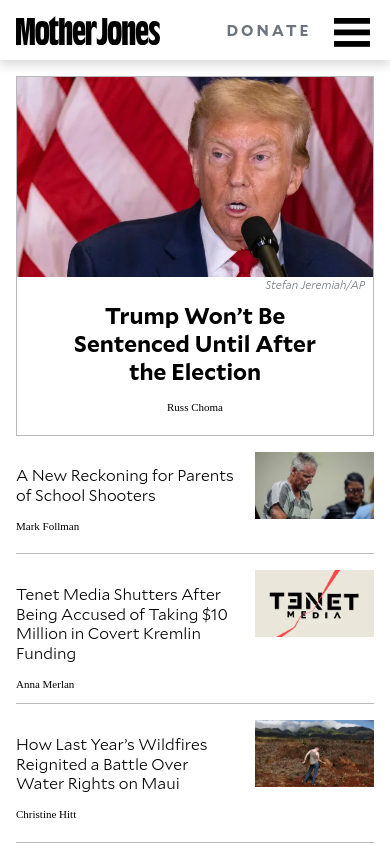 Mother Jones
DONATE
Stefan Jeremiah/AP
Trump Won’t Be
Sentenced Until After
the Election
Russ Choma
A New Reckoning for Parents
of School Shooters
Mark Follman
Tenet Media Shutters After
Being Accused of Taking $10
Million in Covert Kremlin
Funding
Anna Merlan
TENET
MEDIA
How Last Year’s Wildfires
Reignited a Battle Over
Water Rights on Maui
Christine Hitt